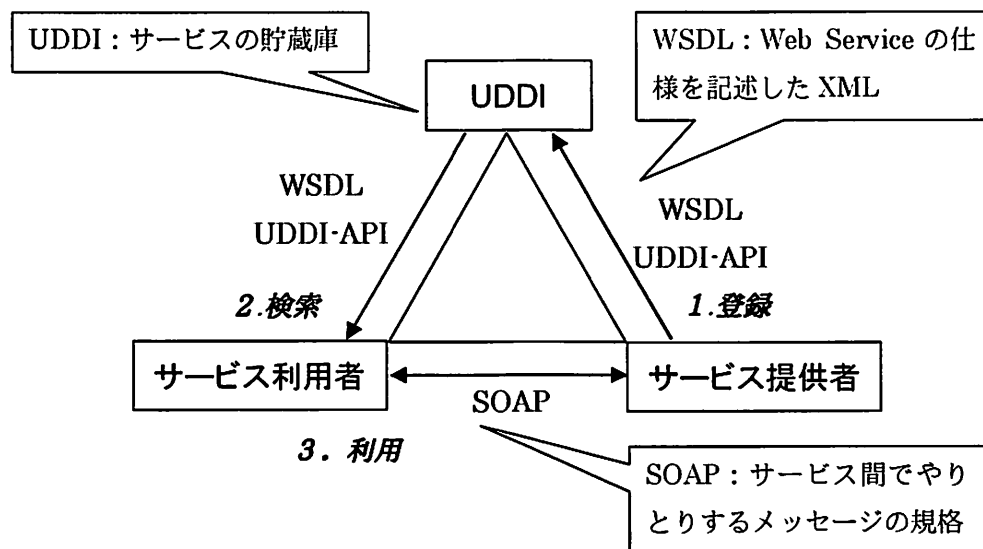 UDDI：サービスの貯蔵庫
WSDL：Web Service の仕
様を記述した XML
UDDI
WSDL
UDDI-API
WSDL
UDDI-API
2.検索
1.登録
サービス利用者
サービス提供者
SOAP
3．利用
SOAP：サービス間でやり
とりするメッセージの規格